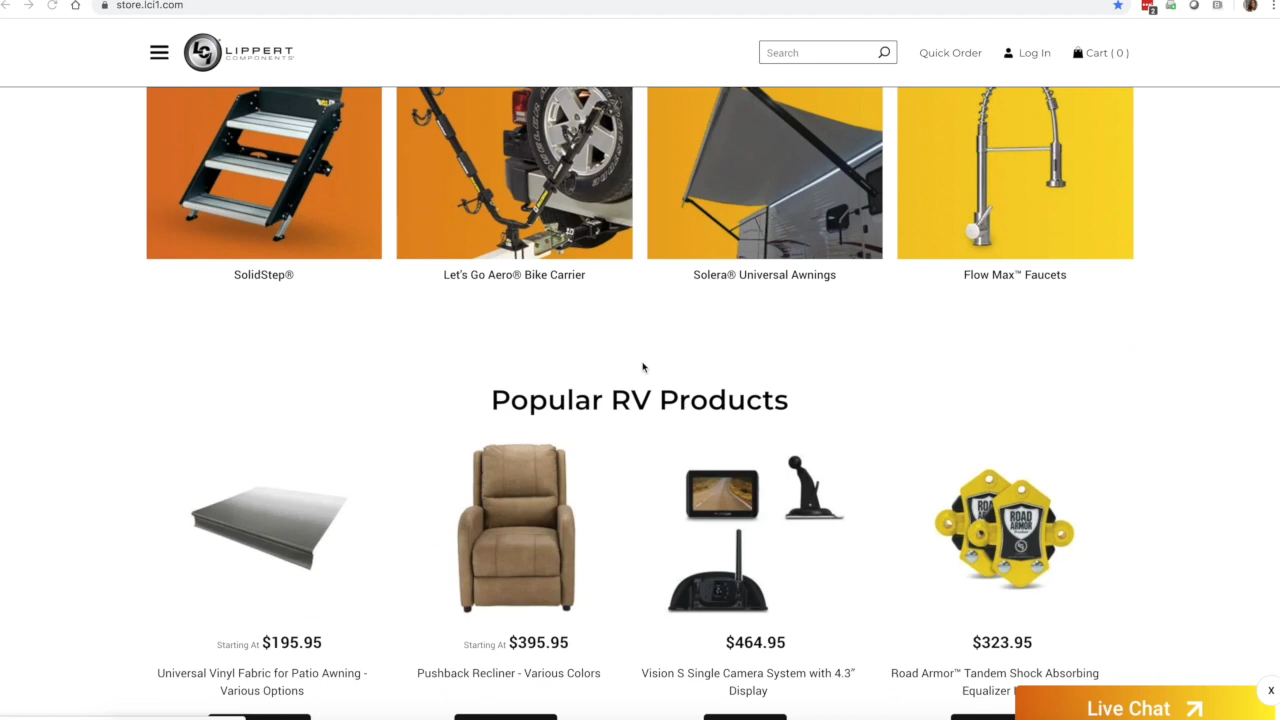 store.lci1.com
2
LIPPERT
COMPONENTS
Search
Quick Order
Log In
Cart ( 0 )
SolidStep®
Let's Go Aero® Bike Carrier
Solera® Universal Awnings
Flow Max™ Faucets
Popular RV Products
ROAD
ARMOR
Starting At $195.95
Starting At $395.95
$464.95
$323.95
Universal Vinyl Fabric for Patio Awning -
Various Options
Pushback Recliner - Various Colors
Vision S Single Camera System with 4.3”
Display
Road Armor™ Tandem Shock Absorbing
Equalizer
Live Chat
X